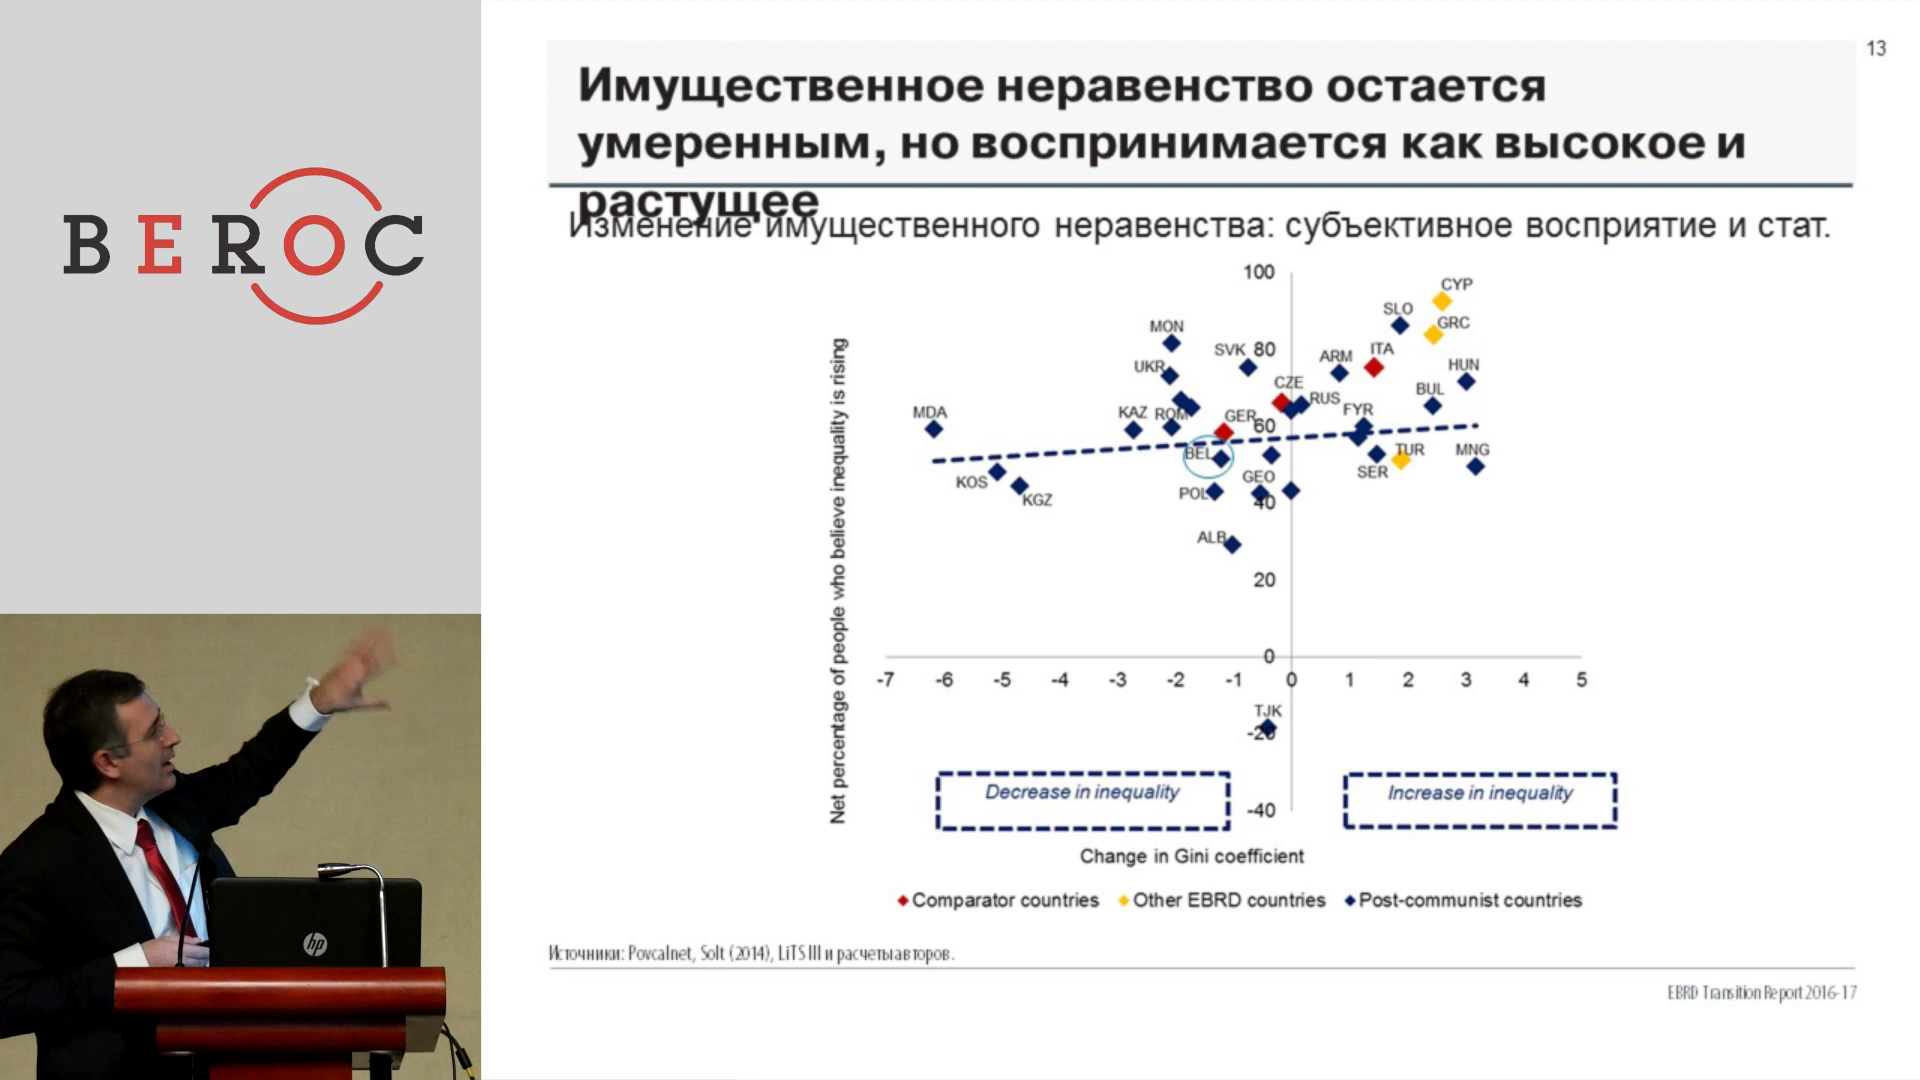 BEROC
13
Имущественное неравенство остается
умеренным, но воспринимается как высокое и
растущее
Изменение имущественного неравенства: субъективное восприятие и стат.
Net percentage of people who believe inequality is rising
100
80
60
40
20
0
-20
-40
-7 -6 -5 -4 -3 -2 -1 0 1 2 3 4 5
CYP
SLO
GRC
MON
SVK
ARM
ITA
UKR
HUN
CZE
BUL
RUS
MDA
KAZ
ROM
GER
FYR
BEL
TUR
MNG
SER
KOS
GEO
POL
KGZ
ALB
TJK
Decrease in inequality
Increase in inequality
Change in Gini coefficient
Comparator countries Other EBRD countries Post-communist countries
Источники: Povcalnet, Solt (2014), LiTS III и расчеты авторов.
EBRD Transition Report 2016-17
hp